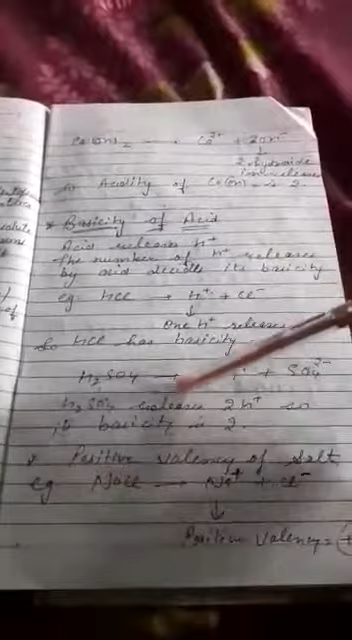 Ca(OH)2 → Ca2+ + 2OH-
↓
2 hydroxide
ion release
So Acidity of Ca(OH)2 is 2.
* Basicity of Acid
Acid release H+
The number of H+ release
by acid decides its basicity
eg HCl → H+ + Cl-
↓
One H+ release
So HCl has basicity
H2SO4 → + SO4 2-
H2SO4 release 2H+ so
its basicity is 2.
* Positive valency of salt
eg NaCl → Na+ + Cl-
↓
Positive Valency =